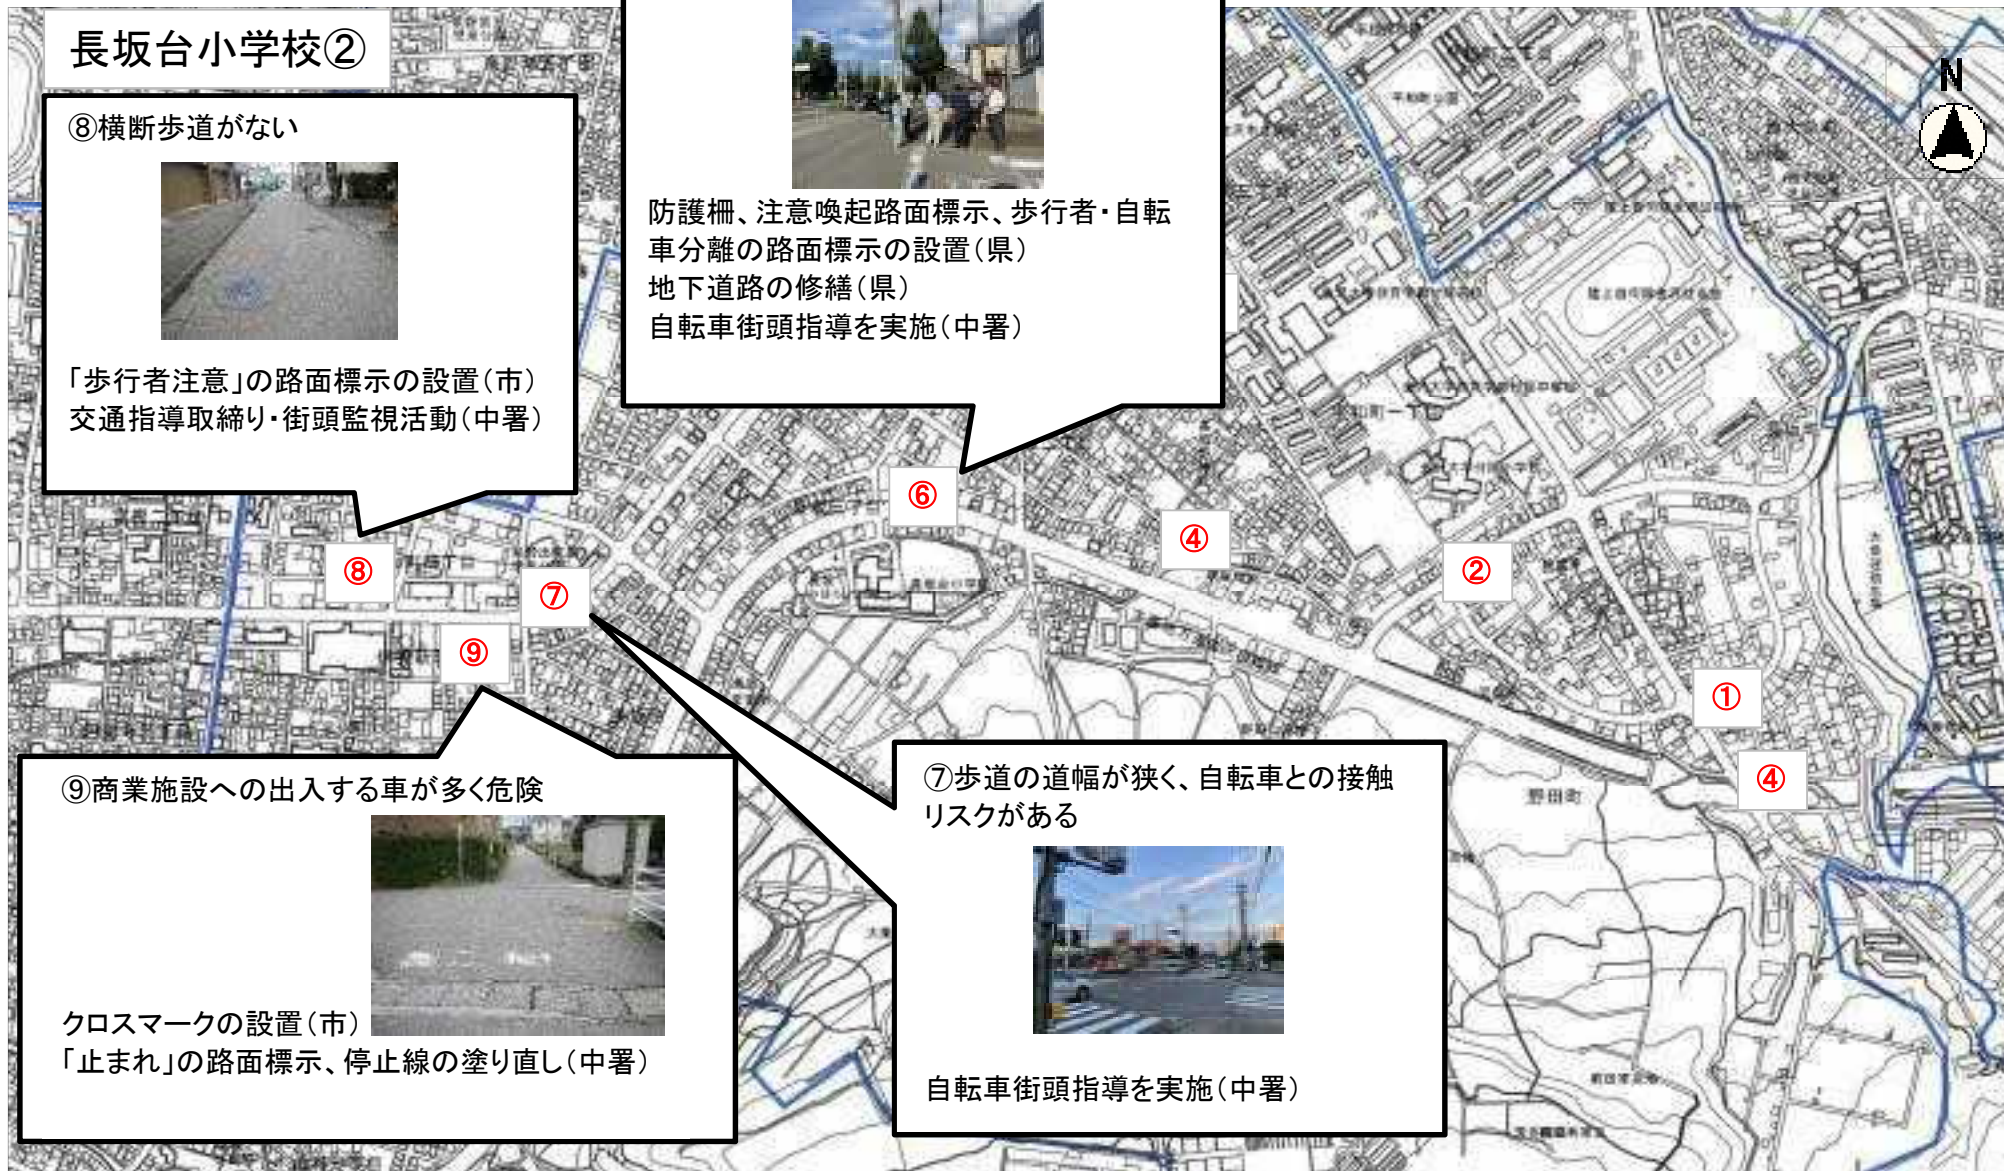 長坂台小学校②
N
⑧横断歩道がない
「歩行者注意」の路面標示の設置(市)
交通指導取締り・街頭監視活動(中署)
防護柵、注意喚起路面標示、歩行者・自転
車分離の路面標示の設置(県)
地下道路の修繕(県)
自転車街頭指導を実施(中署)
⑥
④
②
⑧
⑦
⑨
①
④
野田町
⑨商業施設への出入する車が多く危険
クロスマークの設置(市)
「止まれ」の路面標示、停止線の塗り直し(中署)
⑦歩道の道幅が狭く、自転車との接触
リスクがある
自転車街頭指導を実施(中署)